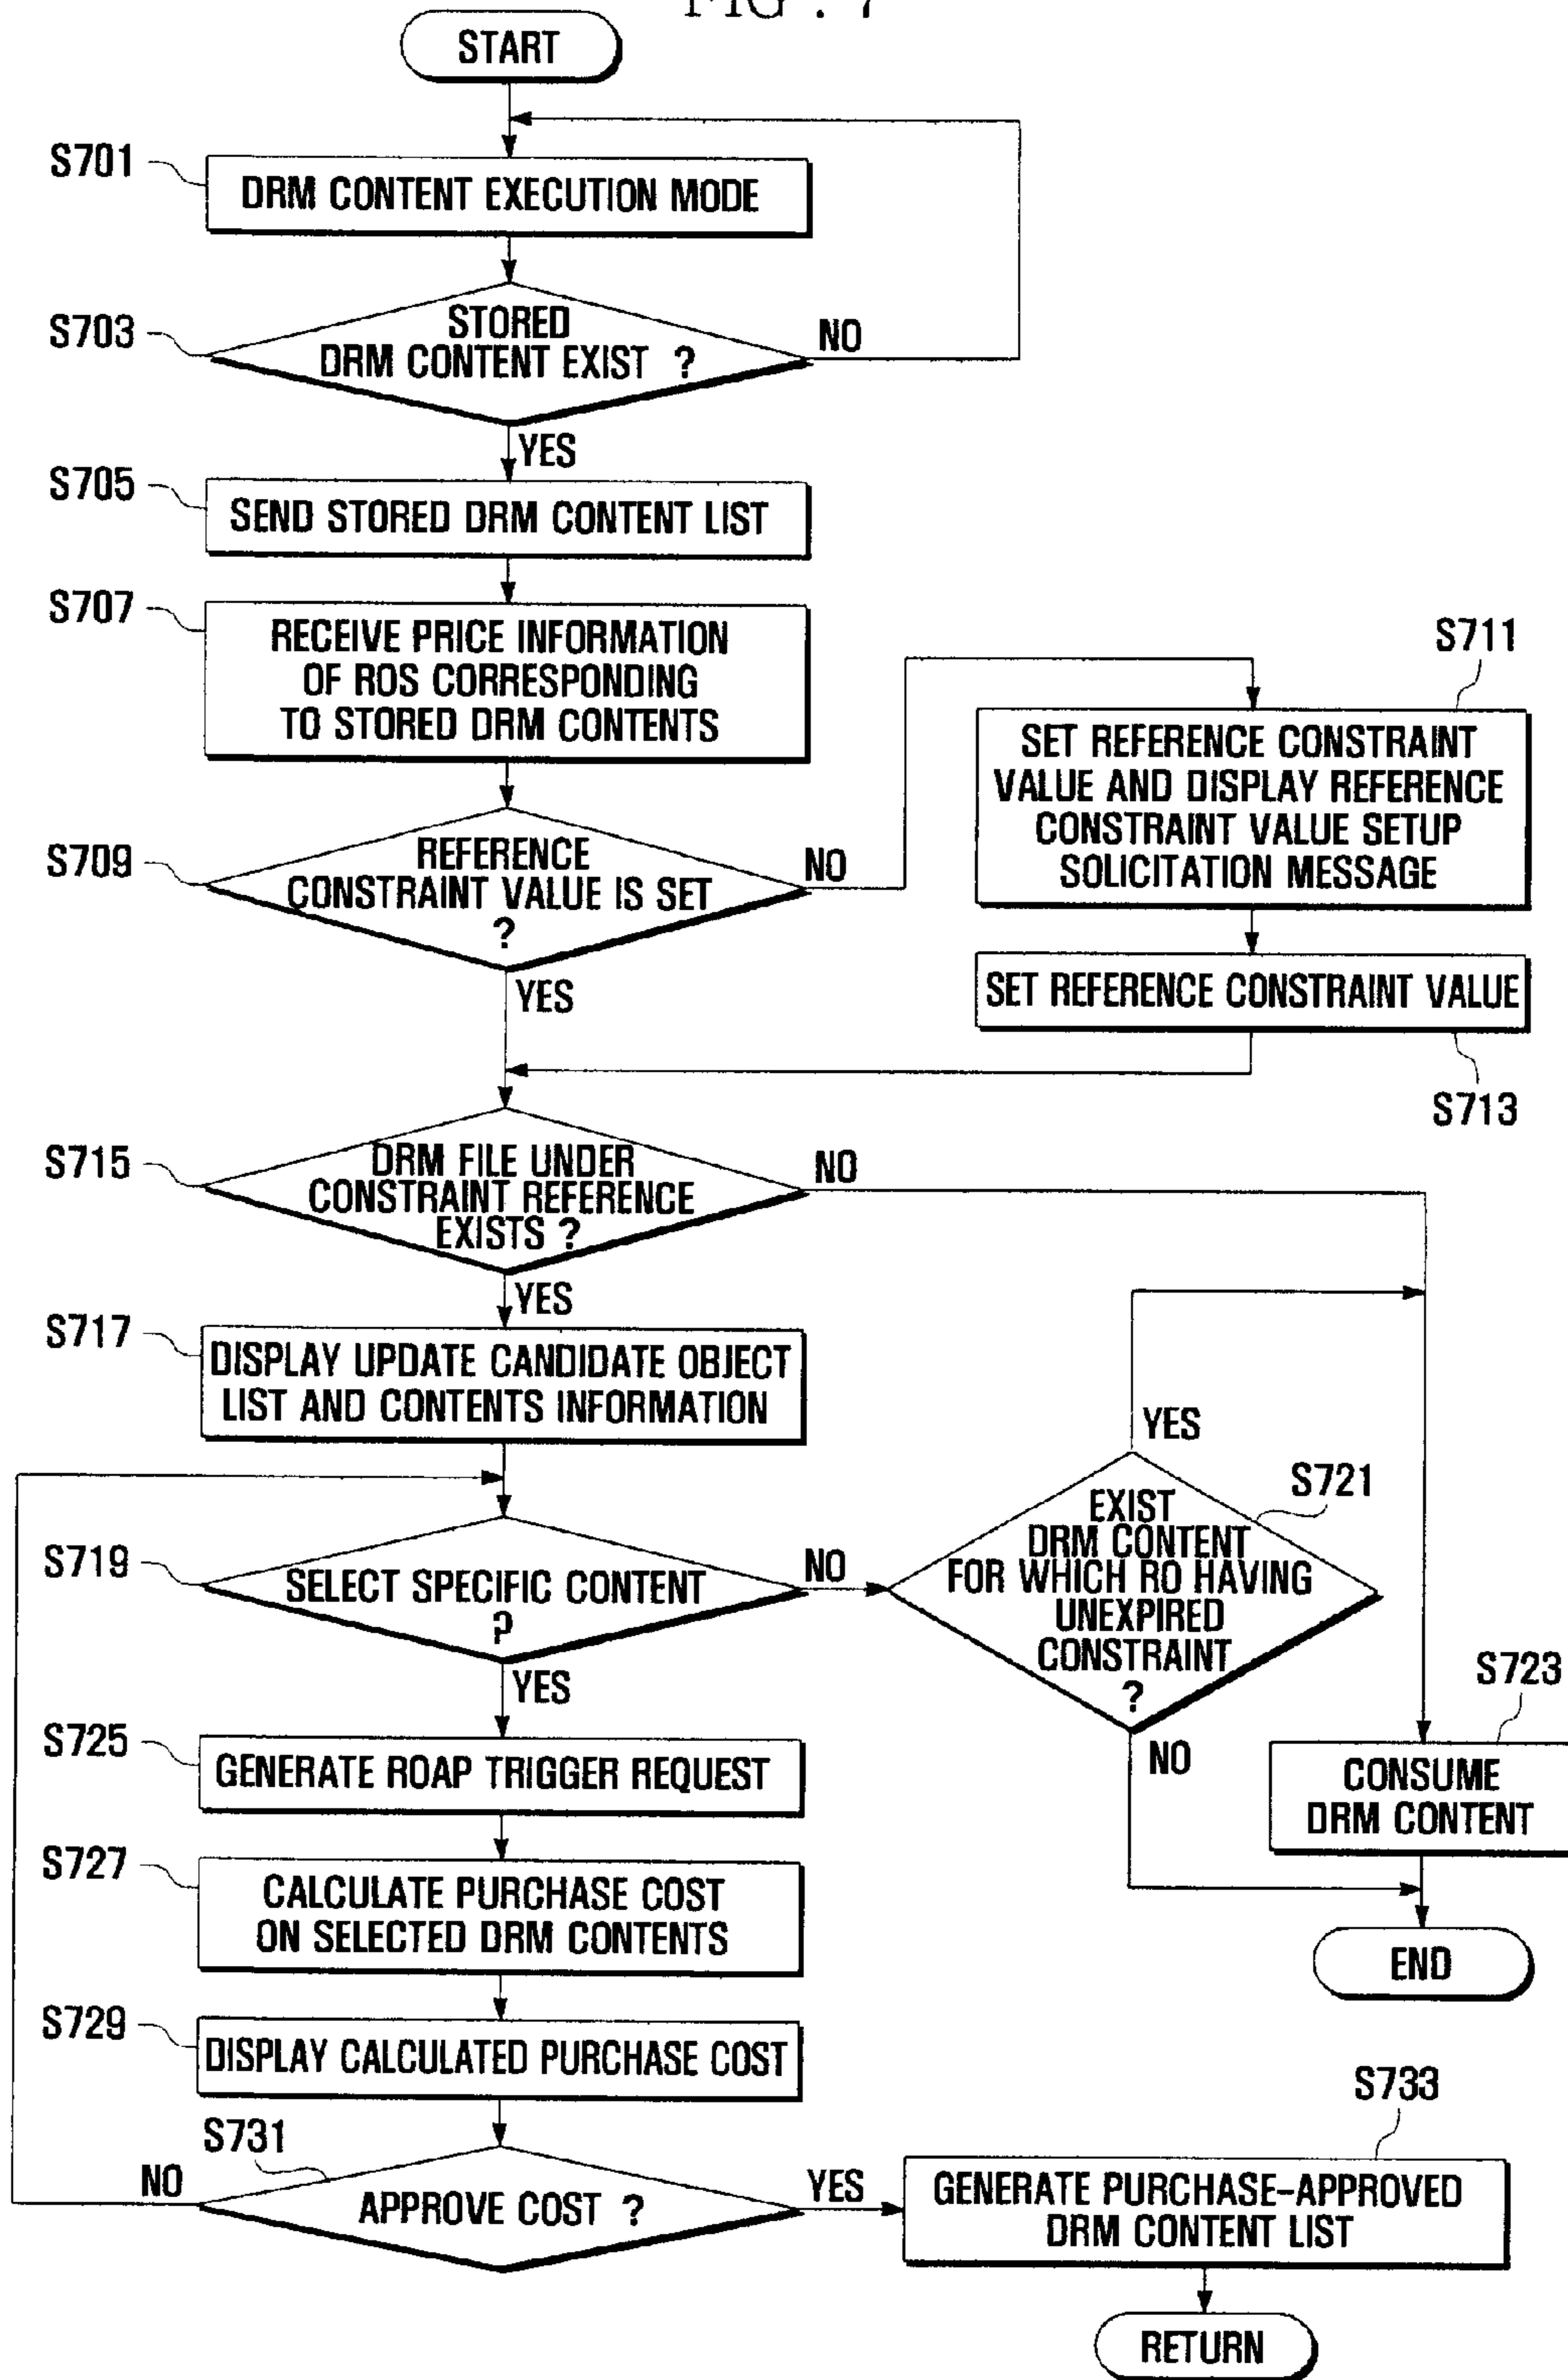 FIG . 7
START
S701
DRM CONTENT EXECUTION MODE
S703
STORED
DRM CONTENT EXIST ?
NO
YES
S705
SEND STORED DRM CONTENT LIST
S707
RECEIVE PRICE INFORMATION
OF ROS CORRESPONDING
TO STORED DRM CONTENTS
S711
SET REFERENCE CONSTRAINT
VALUE AND DISPLAY REFERENCE
CONSTRAINT VALUE SETUP
SOLICITATION MESSAGE
S709
REFERENCE
CONSTRAINT VALUE IS SET
?
NO
YES
SET REFERENCE CONSTRAINT VALUE
S713
S715
DRM FILE UNDER
CONSTRAINT REFERENCE
EXISTS ?
NO
YES
S717
DISPLAY UPDATE CANDIDATE OBJECT
LIST AND CONTENTS INFORMATION
YES
S721
EXIST
DRM CONTENT
FOR WHICH RO HAVING
UNEXPIRED
CONSTRAINT
?
S719
SELECT SPECIFIC CONTENT
?
NO
YES
NO
S723
CONSUME
DRM CONTENT
END
S725
GENERATE ROAP TRIGGER REQUEST
S727
CALCULATE PURCHASE COST
ON SELECTED DRM CONTENTS
S729
DISPLAY CALCULATED PURCHASE COST
S731
NO
APPROVE COST ?
YES
S733
GENERATE PURCHASE-APPROVED
DRM CONTENT LIST
RETURN